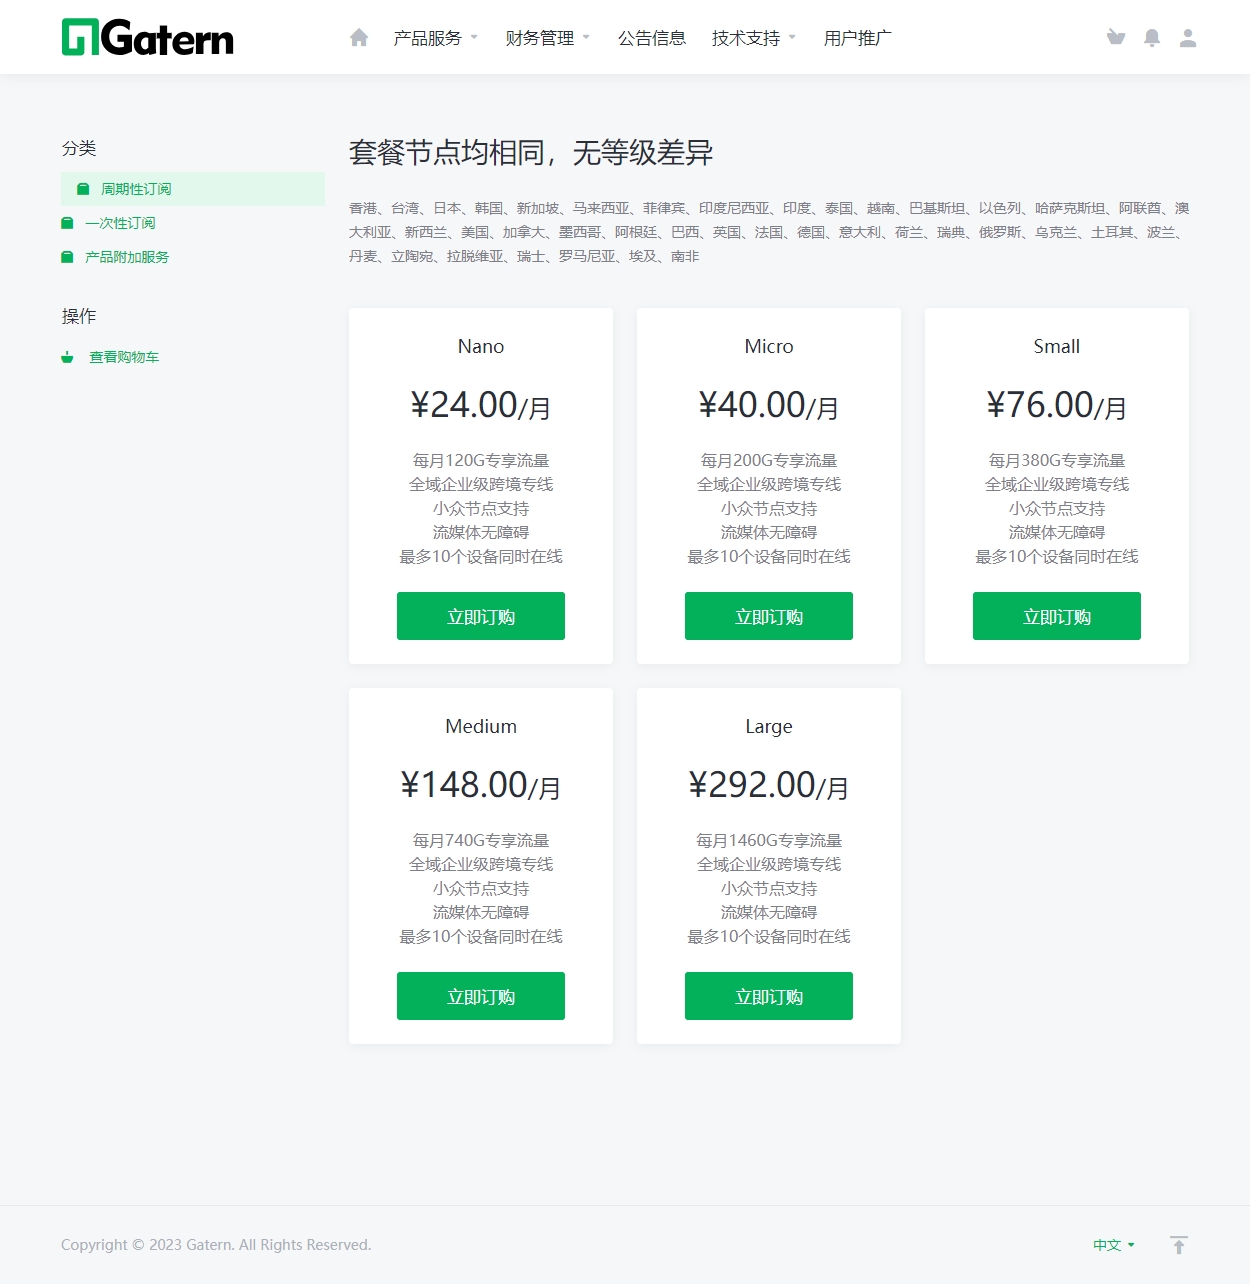 Gatern
产品服务
财务管理
公告信息
技术支持
用户推广
分类
周期性订阅
一次性订阅
产品附加服务
操作
查看购物车
套餐节点均相同，无等级差异
香港、台湾、日本、韩国、新加坡、马来西亚、菲律宾、印度尼西亚、印度、泰国、越南、巴基斯坦、以色列、哈萨克斯坦、阿联酋、澳
大利亚、新西兰、美国、加拿大、墨西哥、阿根廷、巴西、英国、法国、德国、意大利、荷兰、瑞典、俄罗斯、乌克兰、土耳其、波兰、
丹麦、立陶宛、拉脱维亚、瑞士、罗马尼亚、埃及、南非
Nano
¥24.00/月
每月120G专享流量
全域企业级跨境专线
小众节点支持
流媒体无障碍
最多10个设备同时在线
立即订购
Micro
¥40.00/月
每月200G专享流量
全域企业级跨境专线
小众节点支持
流媒体无障碍
最多10个设备同时在线
立即订购
Small
¥76.00/月
每月380G专享流量
全域企业级跨境专线
小众节点支持
流媒体无障碍
最多10个设备同时在线
立即订购
Medium
¥148.00/月
每月740G专享流量
全域企业级跨境专线
小众节点支持
流媒体无障碍
最多10个设备同时在线
立即订购
Large
¥292.00/月
每月1460G专享流量
全域企业级跨境专线
小众节点支持
流媒体无障碍
最多10个设备同时在线
立即订购
Copyright © 2023 Gatern. All Rights Reserved.
中文